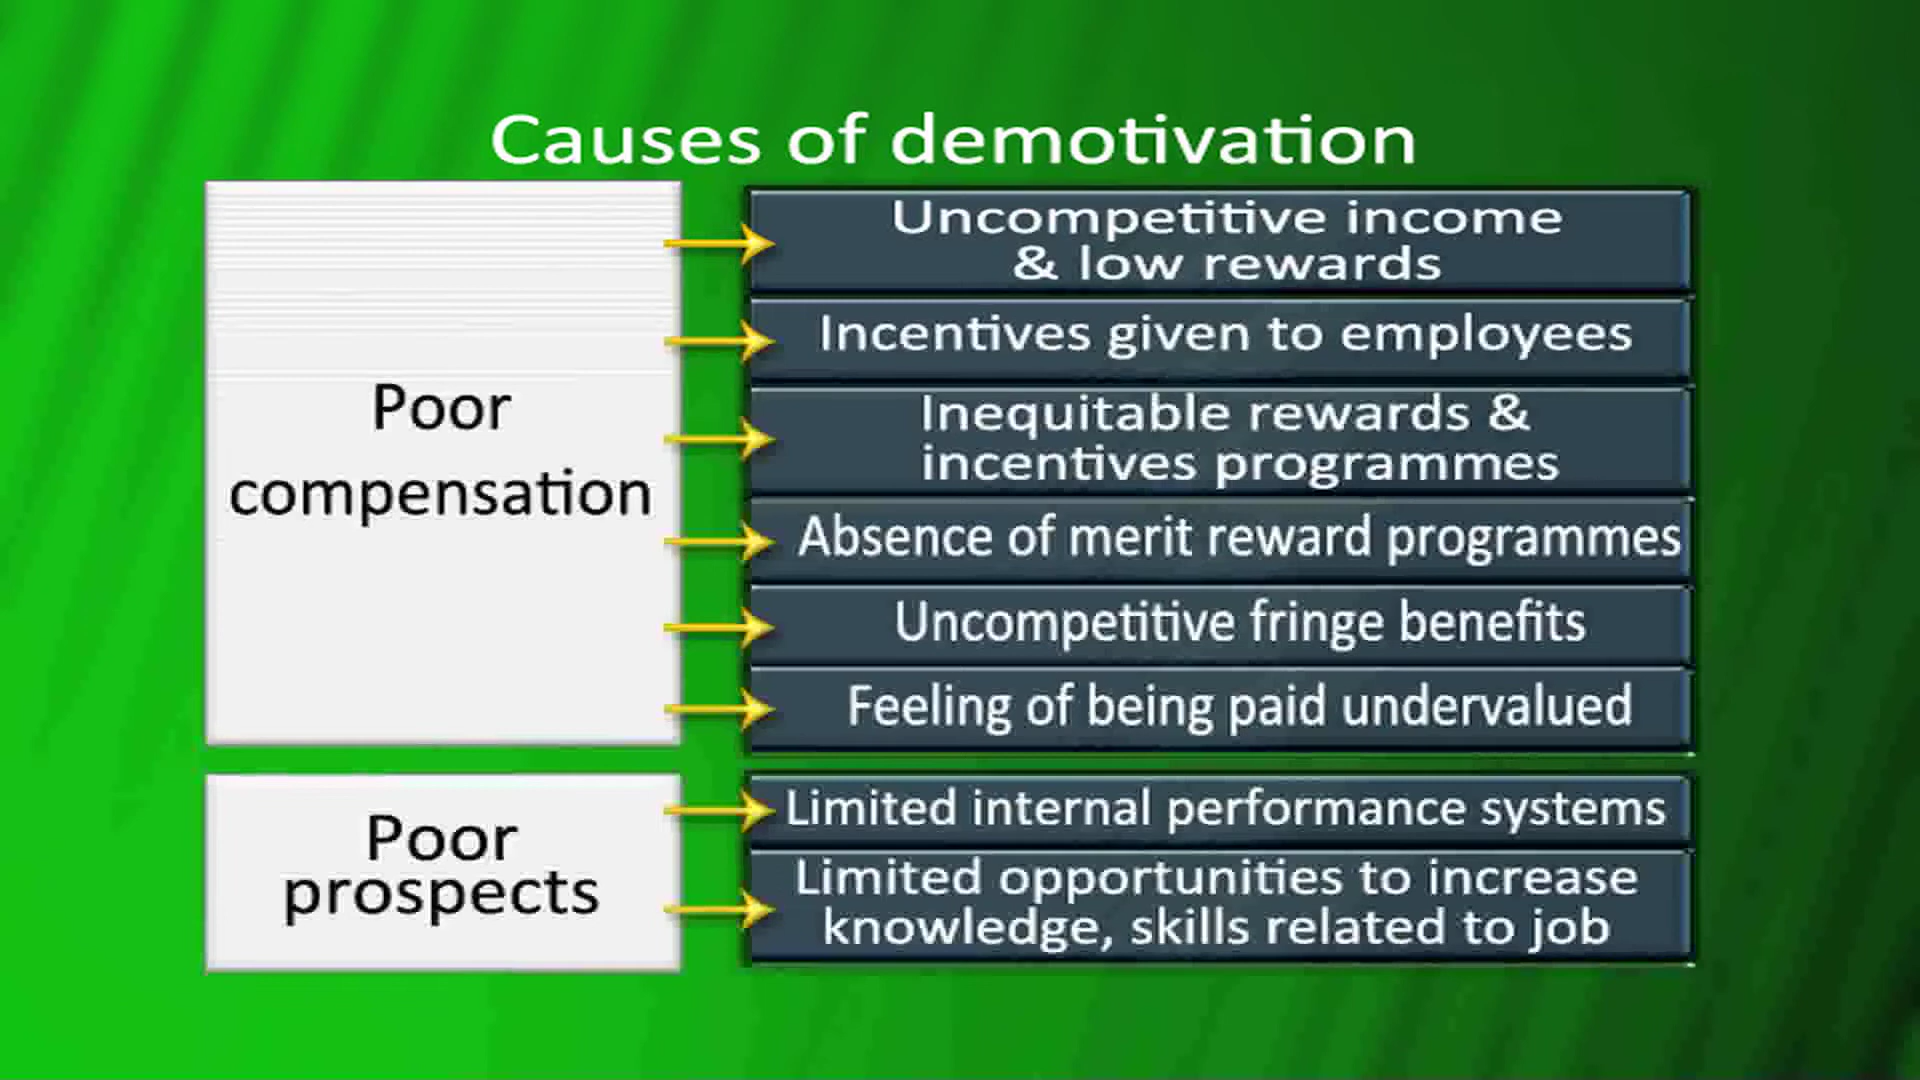 Causes of demotivation
Poor
compensation
Uncompetitive income
& low rewards
Incentives given to employees
Inequitable rewards &
incentives programmes
Absence of merit reward programmes
Uncompetitive fringe benefits
Feeling of being paid undervalued
Poor
prospects
Limited internal performance systems
Limited opportunities to increase
knowledge, skills related to job